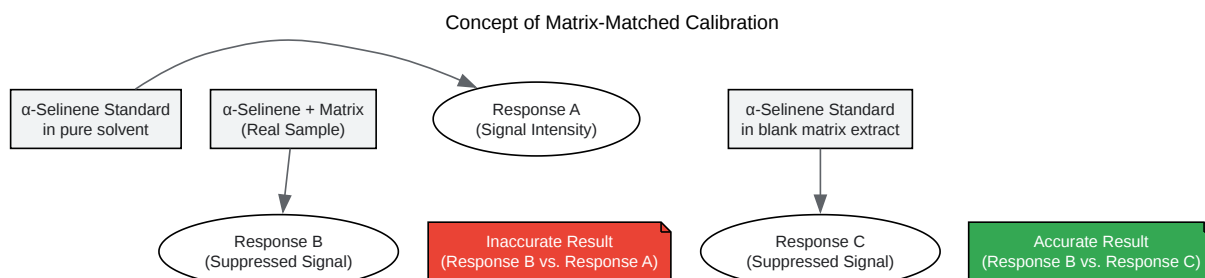 Concept of Matrix-Matched Calibration
α-Selinene Standard
in pure solvent
α-Selinene + Matrix
(Real Sample)
Response A
(Signal Intensity)
α-Selinene Standard
in blank matrix extract
Response B
(Suppressed Signal)
Inaccurate Result
(Response B vs. Response A)
Response C
(Suppressed Signal)
Accurate Result
(Response B vs. Response C)